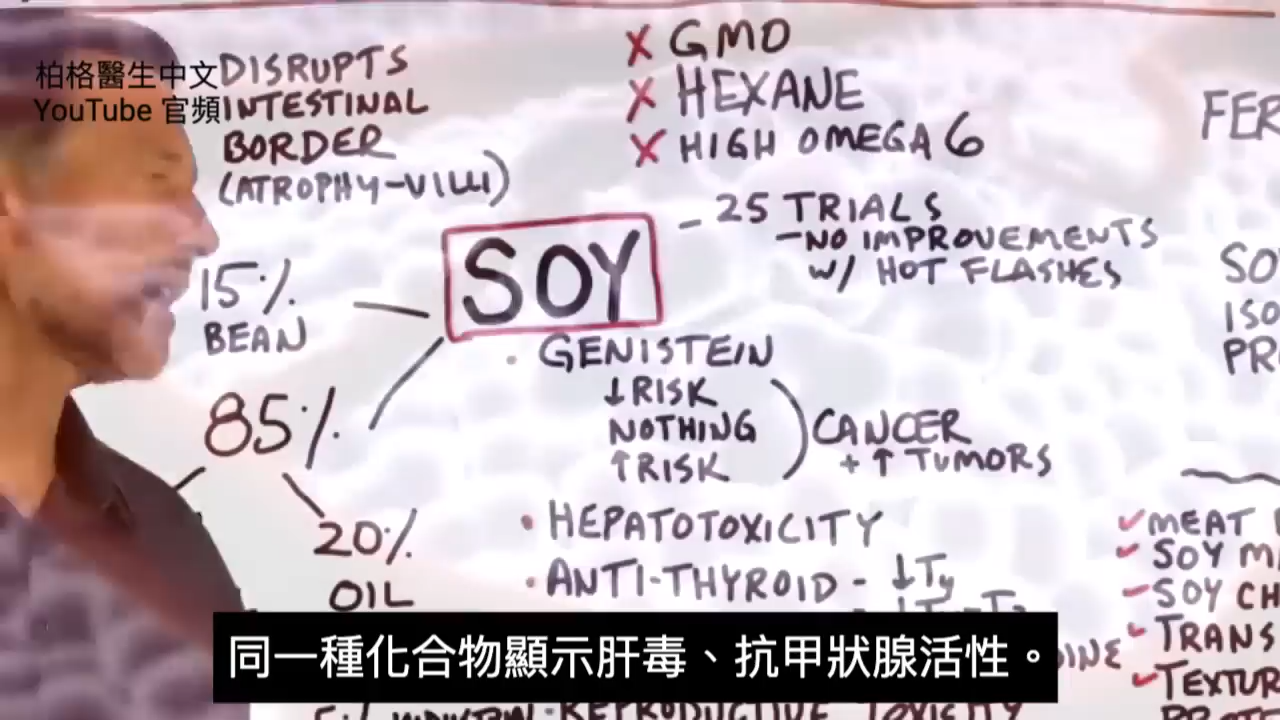 柏格醫生中文
YouTube 官頻
DISRUPTS
INTESTINAL
BORDER
(ATROPHY-VILLI)
X GMO
X HEXANE
X HIGH OMEGA 6
- 25 TRIALS
-NO IMPROVEMENTS
W/ HOT FLASHES
SOY
15%
BEAN
85%
20%
OIL
• GENISTEIN
↓RISK
NOTHING
↑RISK
) CANCER
+ ↑ TUMORS
• HEPATOTOXICITY
• ANTI-THYROID - ↓T4
REPRODUCTIVE TOXICITY
FER
SO
ISO
PR
✓MEAT
✓SOY M
✓SOY CH
✓TRANS
✓TEXTUR
同一種化合物顯示肝毒、抗甲狀腺活性。